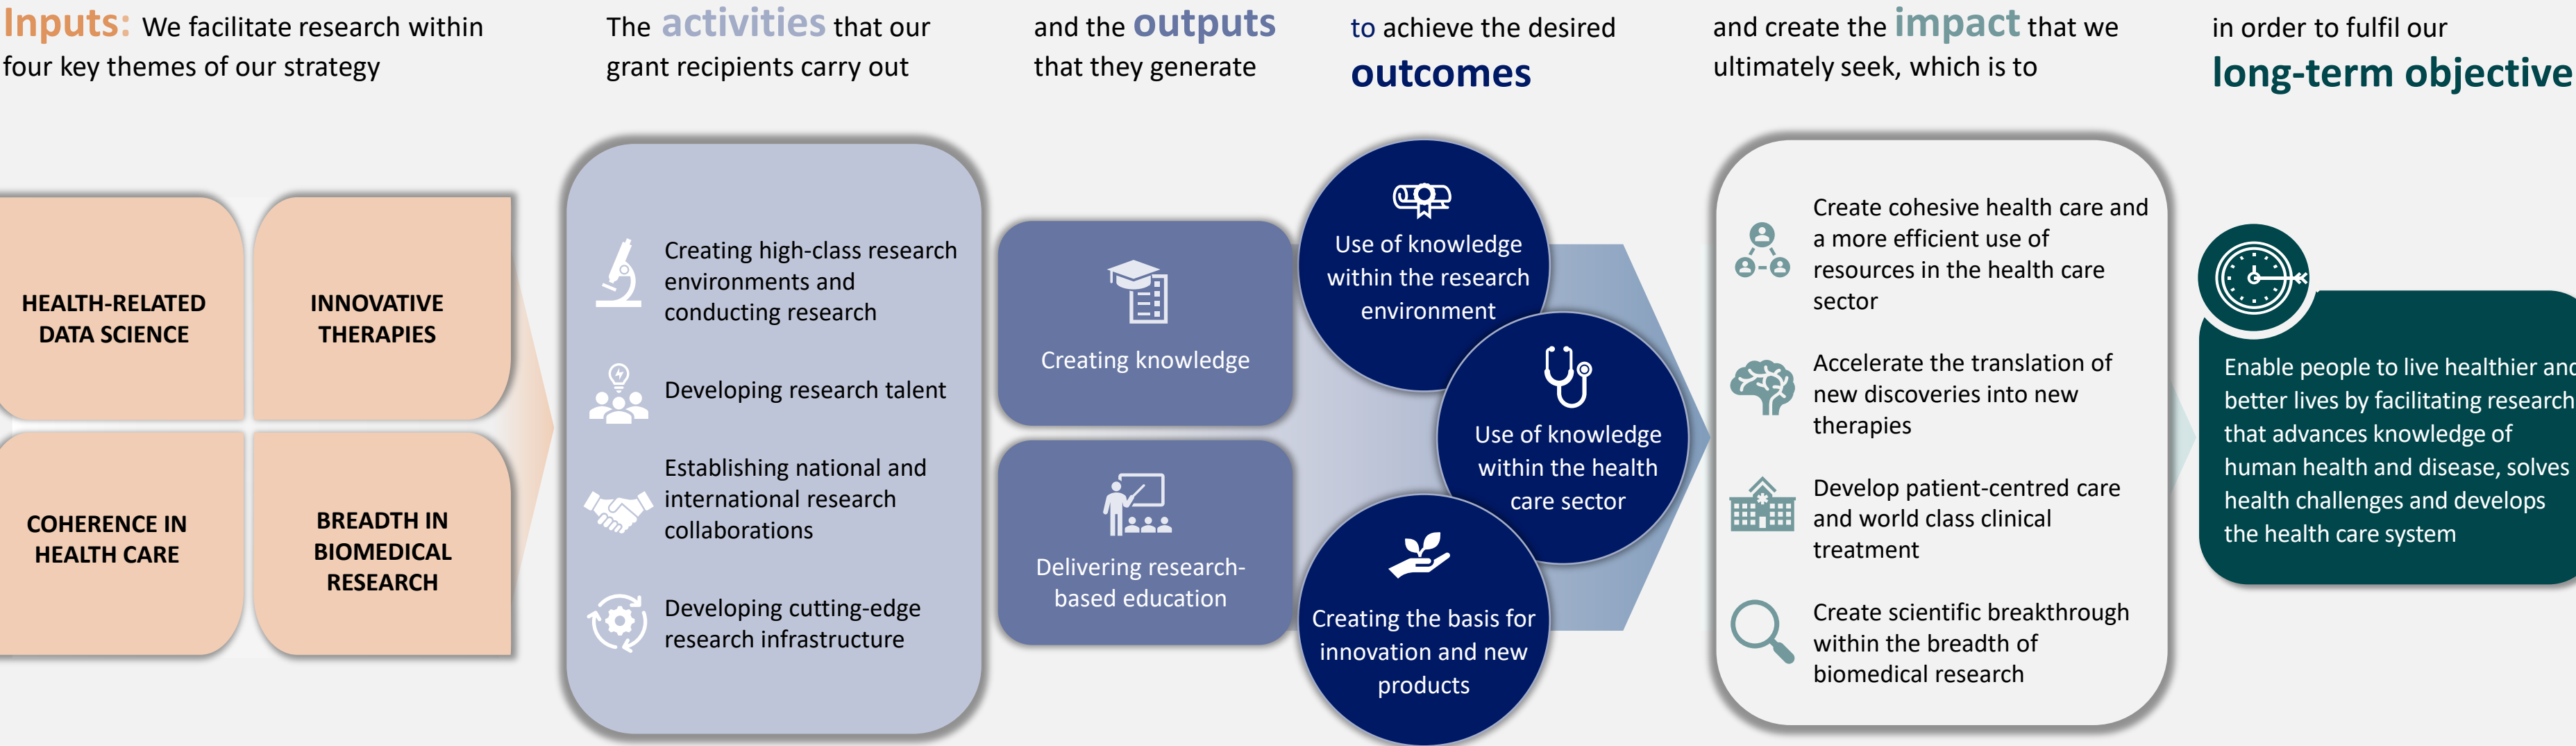 Inputs: We facilitate research within
four key themes of our strategy
The activities that our
grant recipients carry out
and the outputs
that they generate
to achieve the desired
outcomes
and create the impact that we
ultimately seek, which is to
in order to fulfil our
long-term objective
HEALTH-RELATED
DATA SCIENCE
INNOVATIVE
THERAPIES
COHERENCE IN
HEALTH CARE
BREADTH IN
BIOMEDICAL
RESEARCH
Creating high-class research
environments and
conducting research
Developing research talent
Establishing national and
international research
collaborations
Developing cutting-edge
research infrastructure
Creating knowledge
Delivering research-
based education
Use of knowledge
within the research
environment
Use of knowledge
within the health
care sector
Creating the basis for
innovation and new
products
Create cohesive health care and
a more efficient use of
resources in the health care
sector
Accelerate the translation of
new discoveries into new
therapies
Develop patient-centred care
and world class clinical
treatment
Create scientific breakthrough
within the breadth of
biomedical research
Enable people to live healthier and
better lives by facilitating research
that advances knowledge of
human health and disease, solves
health challenges and develops
the health care system